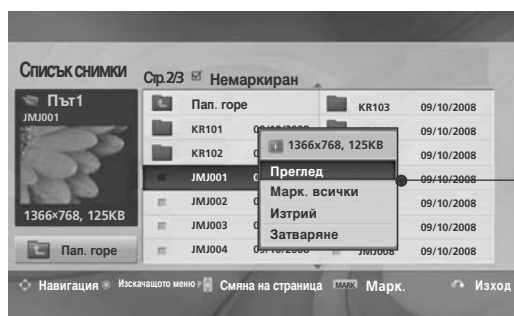 Списък снимки
Стр.2/3 Немаркиран
Път1
JMJ001
1366×768, 125KB
Пап. горе
Пап. горе
KR101
KR102
JMJ001
JMJ002
JMJ003
JMJ004
1366x768, 125KB
Преглед
Марк. всички
Изтрий
Затваряне
KR103 09/10/2008
09/10/2008
09/10/2008
09/10/2008
09/10/2008
09/10/2008
JMJ008 09/10/2008
Навигация Изскачащото меню Смяна на страница MARK Марк. Изход